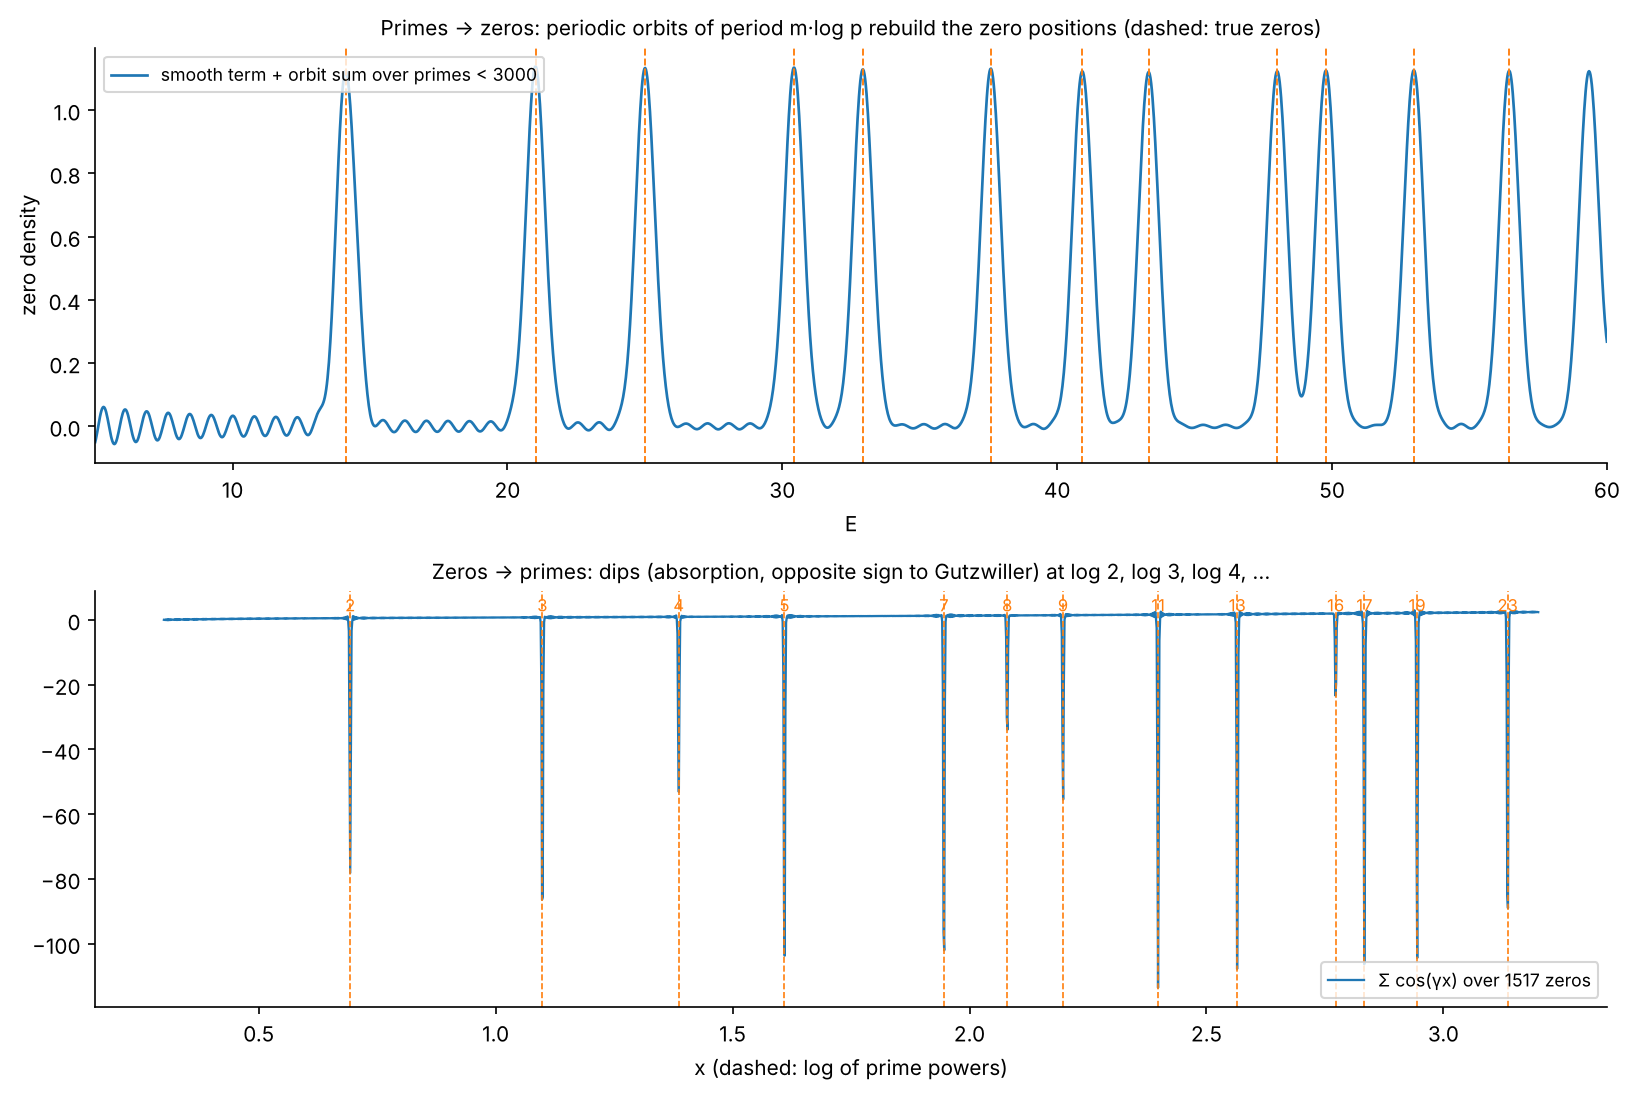 Primes → zeros: periodic orbits of period m·log p rebuild the zero positions (dashed: true zeros)
smooth term + orbit sum over primes < 3000
zero density
1.0
0.8
0.6
0.4
0.2
0.0
10 20 30 40 50 60
E
Zeros → primes: dips (absorption, opposite sign to Gutzwiller) at log 2, log 3, log 4, ...
2 3 4 5 7 8 9 11 13 16 17 19 23
0
−20
−40
−60
−80
−100
Σ cos(γx) over 1517 zeros
0.5 1.0 1.5 2.0 2.5 3.0
x (dashed: log of prime powers)